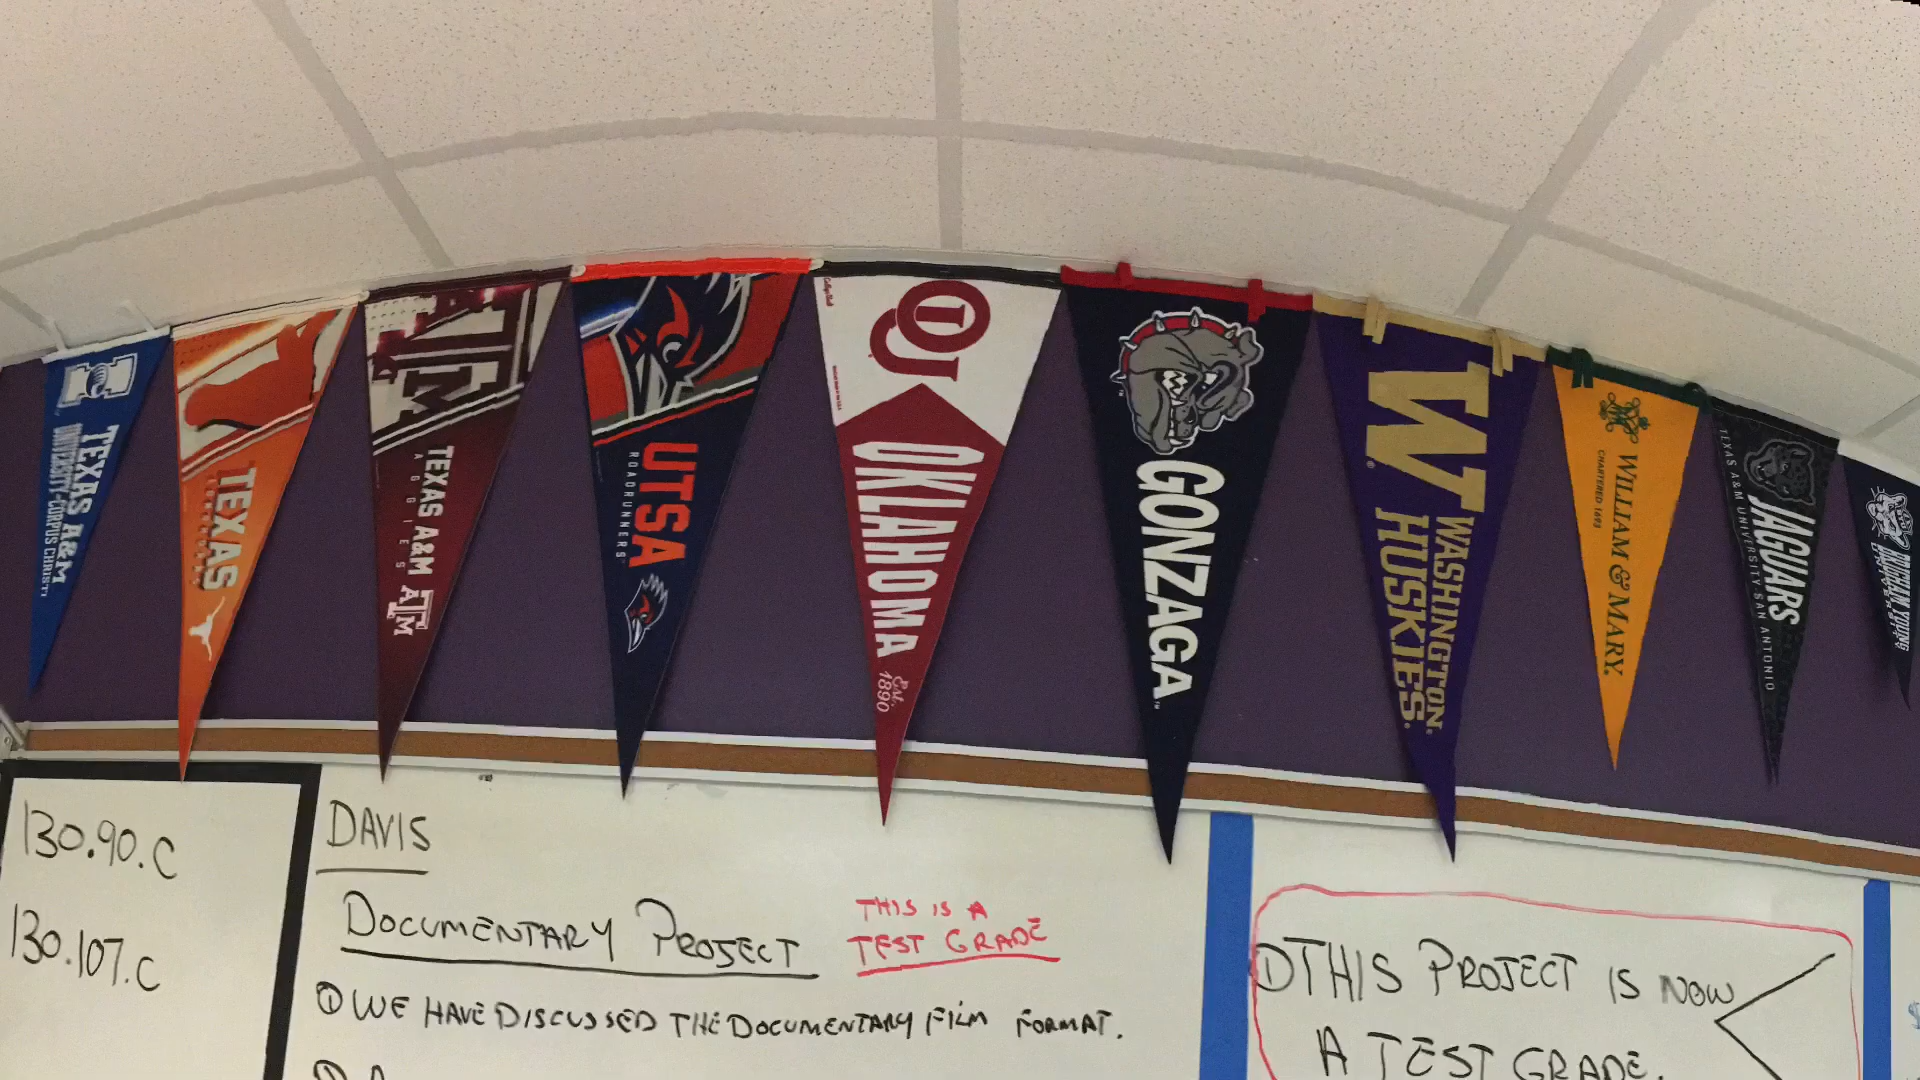 TEXAS A&M
UNIVERSITY-CORPUS CHRISTI
TEXAS
TEXAS A&M
AGGIES
ATM
UTSA
ROADRUNNERS
OU
OKLAHOMA
Est.
1890
GONZAGA
W
WASHINGTON
HUSKIES
WILLIAM & MARY
CHARTERED 1693
JAGUARS
TEXAS A&M UNIVERSITY SAN ANTONIO
130.90.C
130.107.C
DAVIS
DOCUMENTARY PROJECT
THIS IS A
TEST GRADE
① WE HAVE DISCUSSED THE DOCUMENTARY FILM FORMAT.
THIS PROJECT IS NOW
A TEST GRADE.